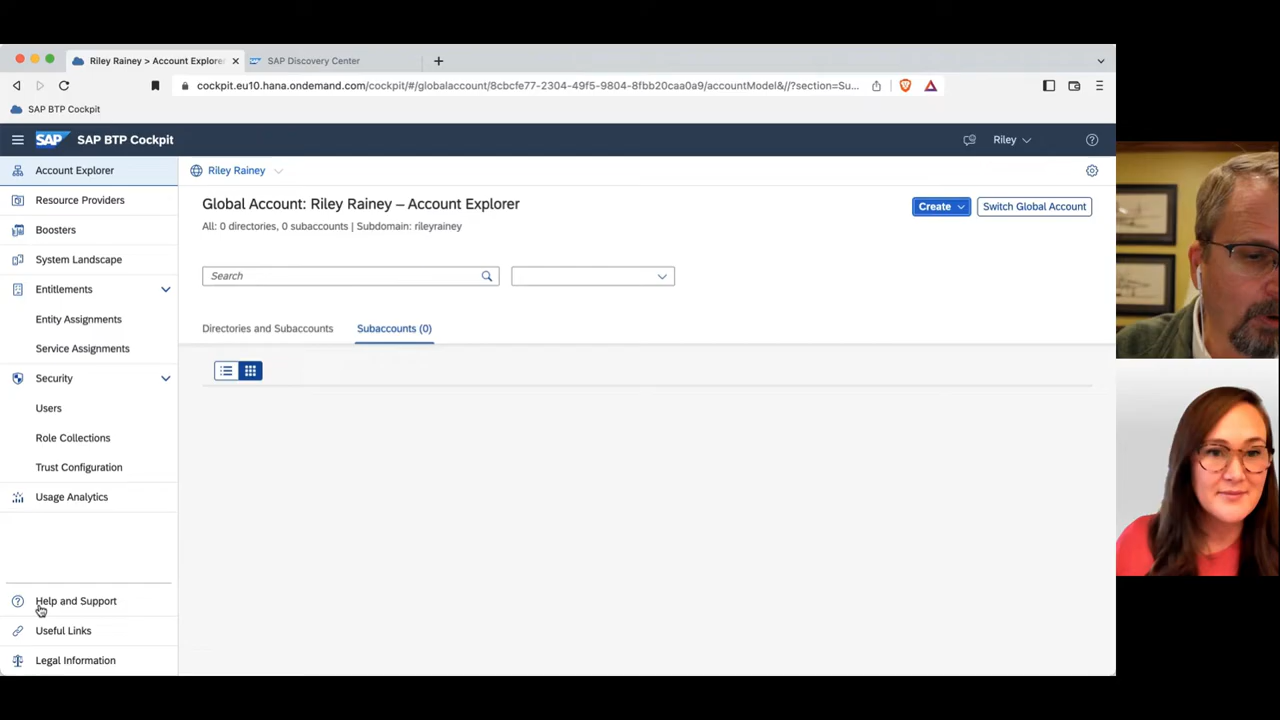 Riley Rainey > Account Explorer
SAP Discovery Center
cockpit.eu10.hana.ondemand.com/cockpit/#/globalaccount/8cbcfe77-2304-49f5-9804-8fbb20caa0a9/accountModel&//?section=Su...
SAP BTP Cockpit
SAP SAP BTP Cockpit
Riley
Account Explorer
Resource Providers
Boosters
System Landscape
Entitlements
Entity Assignments
Service Assignments
Security
Users
Role Collections
Trust Configuration
Usage Analytics
Help and Support
Useful Links
Legal Information
Riley Rainey
Global Account: Riley Rainey – Account Explorer
All: 0 directories, 0 subaccounts | Subdomain: rileyrainey
Create
Switch Global Account
Search
Directories and Subaccounts
Subaccounts (0)